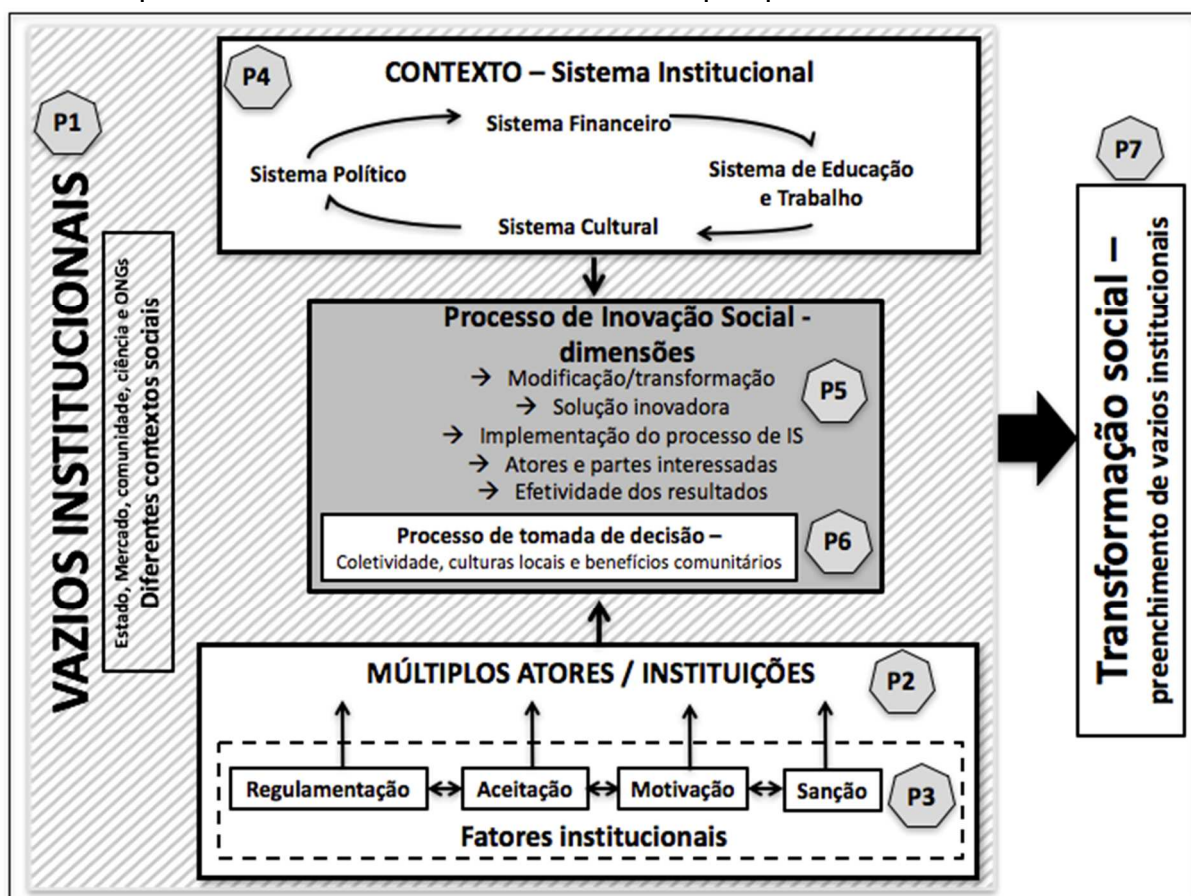 P1
VAZIOS INSTITUCIONAIS
Estado, Mercado, comunidade, ciência e ONGs
Diferentes contextos sociais
P4
CONTEXTO – Sistema Institucional
Sistema Financeiro
Sistema Político
Sistema de Educação
e Trabalho
Sistema Cultural
Processo de Inovação Social -
dimensões
→ Modificação/transformação
→ Solução inovadora
→ Implementação do processo de IS
→ Atores e partes interessadas
→ Efetividade dos resultados
P5
Processo de tomada de decisão –
Coletividade, culturas locais e benefícios comunitários
P6
MÚLTIPLOS ATORES / INSTITUIÇÕES
P2
Regulamentação
Aceitação
Motivação
Sanção
P3
Fatores institucionais
P7
Transformação social –
preenchimento de vazios institucionais